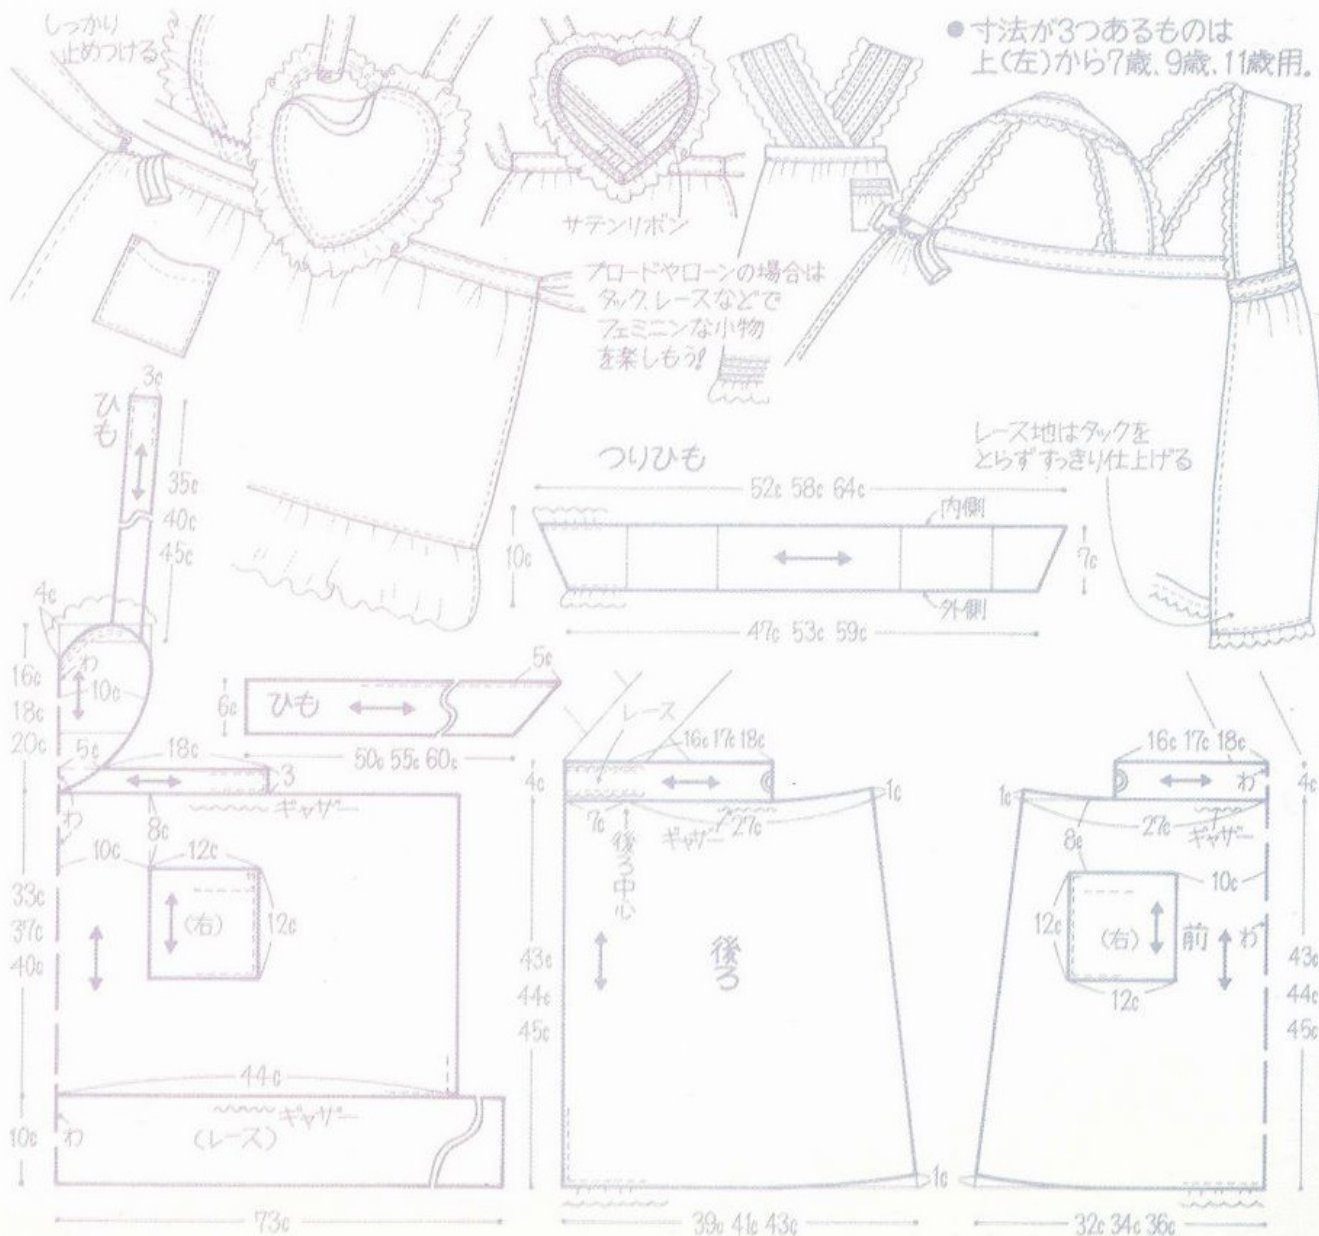 しっかり
止めつける
● 寸法が3つあるものは
上(左)から7歳、9歳、11歳用。
サテンリボン
ブロードやローンの場合は
タック、レースなどで
フェミニンな小物
を楽しもう!
レース地はタックを
とらず すっきり仕上げる
3c
ひも
35c
40c
45c
4c
16c
18c
20c
わ
10c
5c
18c
3
ギャザー
わ
8c
10c
12c
(右)
12c
33c
37c
40c
44c
ギャザー
(レース)
10c
わ
73c
つりひも
52c 58c 64c
内側
10c
7c
外側
47c 53c 59c
5c
6c
ひも
50c 55c 60c
レース
16c 17c 18c
4c
1c
7c
ギャザー
27c
後ろ中心
43c
44c
45c
後ろ
1c
39c 41c 43c
16c 17c 18c
わ
4c
1c
27c
ギャザー
8c
10c
12c
(右)
前
わ
12c
43c
44c
45c
32c 34c 36c